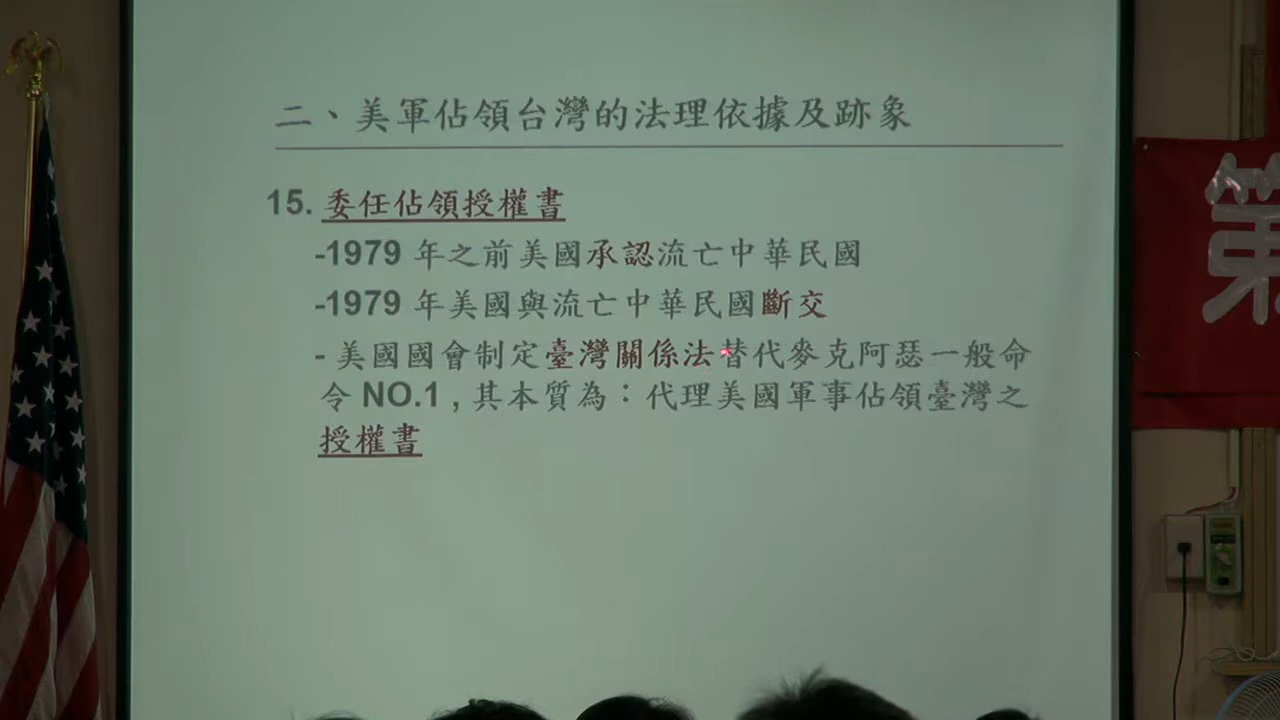 二、美軍佔領台灣的法理依據及跡象
15. 委任佔領授權書
-1979 年之前美國承認流亡中華民國
-1979 年美國與流亡中華民國斷交
- 美國國會制定臺灣關係法替代麥克阿瑟一般命
令 NO.1 , 其本質為：代理美國軍事佔領臺灣之
授權書
第